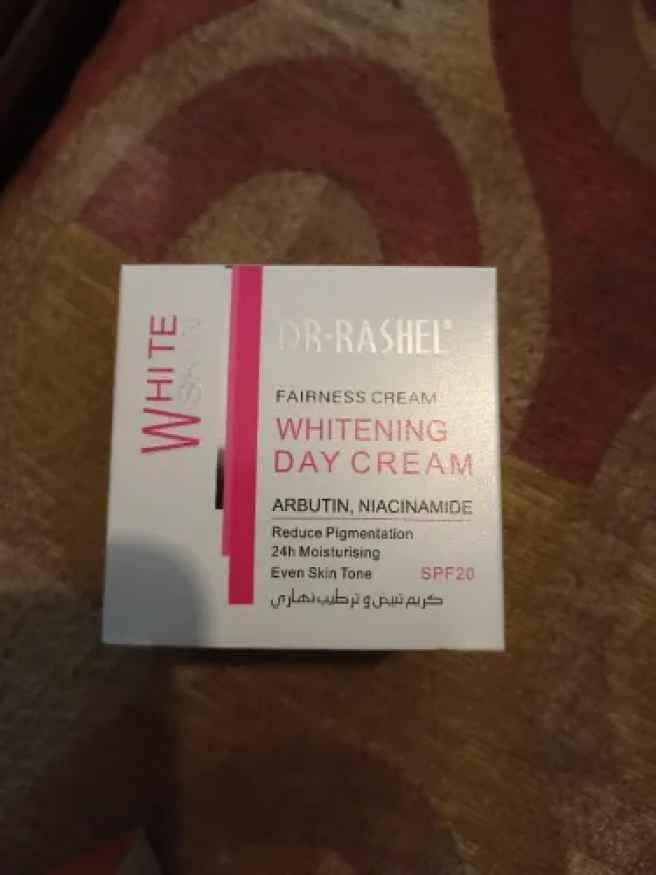 WHITE
SKIN
DR·RASHEL®
FAIRNESS CREAM
WHITENING
DAY CREAM
ARBUTIN, NIACINAMIDE
Reduce Pigmentation
24h Moisturising
Even Skin Tone SPF20
كريم تبيض و ترطيب نهاري